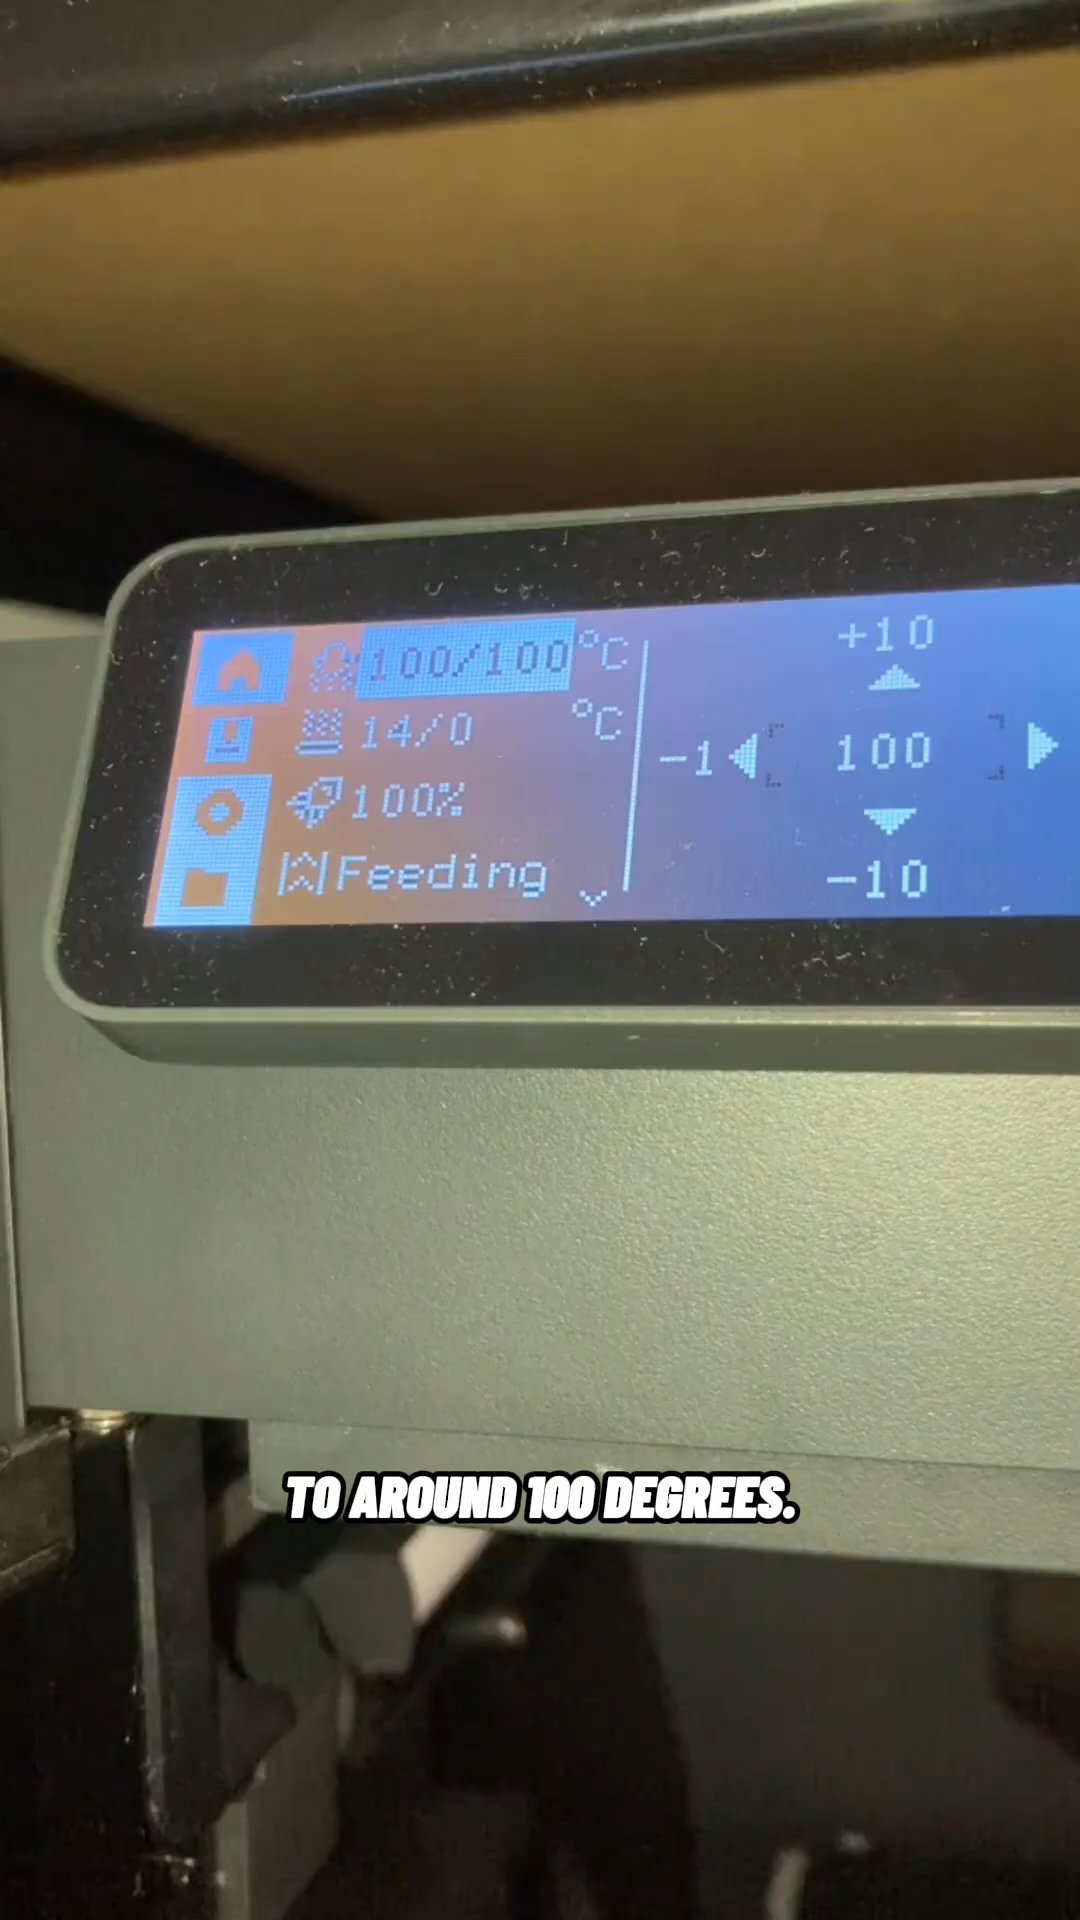 100/100°C
14/0 °C
100%
Feeding
+10
-1 100
-10
TO AROUND 100 DEGREES.